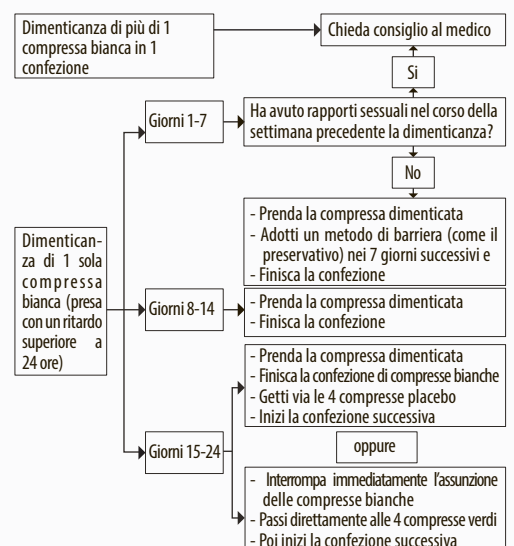 Dimenticanza di più di 1
compressa bianca in 1
confezione
Chieda consiglio al medico
Si
Giorni 1-7
Ha avuto rapporti sessuali nel corso della
settimana precedente la dimenticanza?
No
Dimentican-
za di 1 sola
compressa
bianca (presa
con un ritardo
superiore a
24 ore)
- Prenda la compressa dimenticata
- Adotti un metodo di barriera (come il
preservativo) nei 7 giorni successivi e
- Finisca la confezione
Giorni 8-14
- Prenda la compressa dimenticata
- Finisca la confezione
Giorni 15-24
- Prenda la compressa dimenticata
- Finisca la confezione di compresse bianche
- Getti via le 4 compresse placebo
- Inizi la confezione successiva
oppure
- Interrompa immediatamente l'assunzione
delle compresse bianche
- Passi direttamente alle 4 compresse verdi
- Poi inizi la confezione successiva